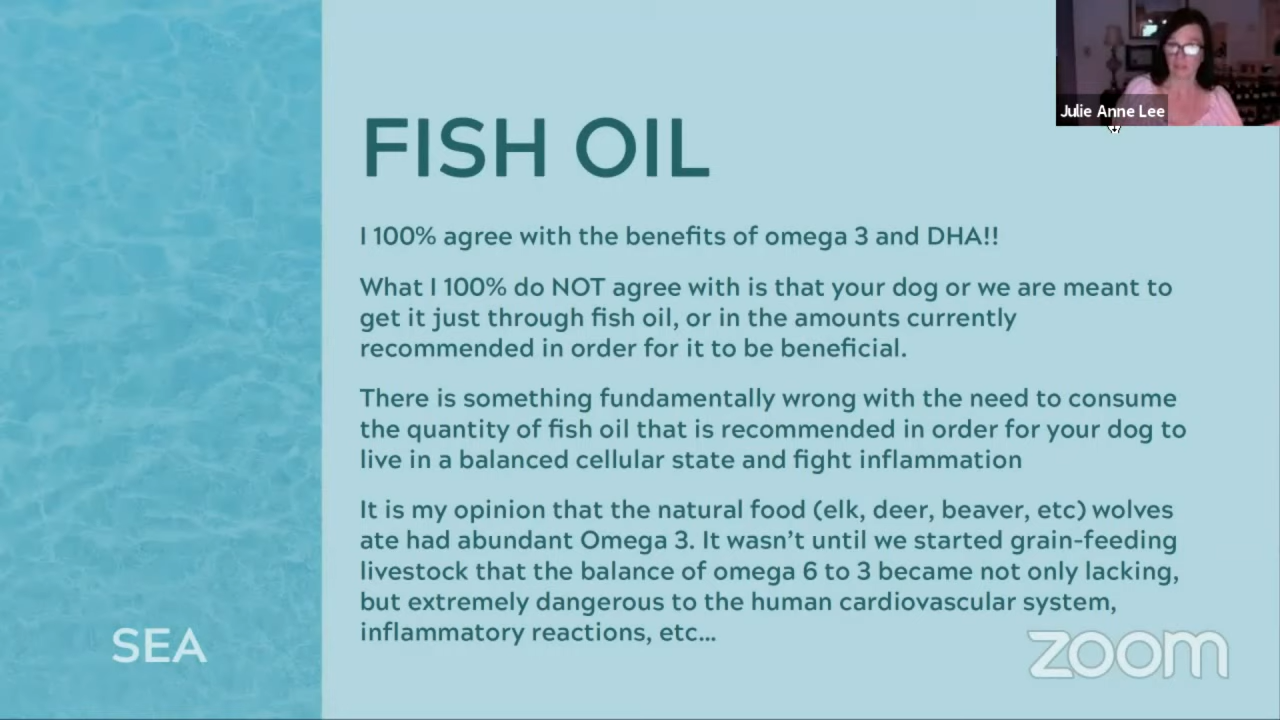 Julie Anne Lee
FISH OIL
I 100% agree with the benefits of omega 3 and DHA!!
What I 100% do NOT agree with is that your dog or we are meant to
get it just through fish oil, or in the amounts currently
recommended in order for it to be beneficial.
There is something fundamentally wrong with the need to consume
the quantity of fish oil that is recommended in order for your dog to
live in a balanced cellular state and fight inflammation
It is my opinion that the natural food (elk, deer, beaver, etc) wolves
ate had abundant Omega 3. It wasn't until we started grain-feeding
livestock that the balance of omega 6 to 3 became not only lacking,
but extremely dangerous to the human cardiovascular system,
inflammatory reactions, etc...
SEA
zoom